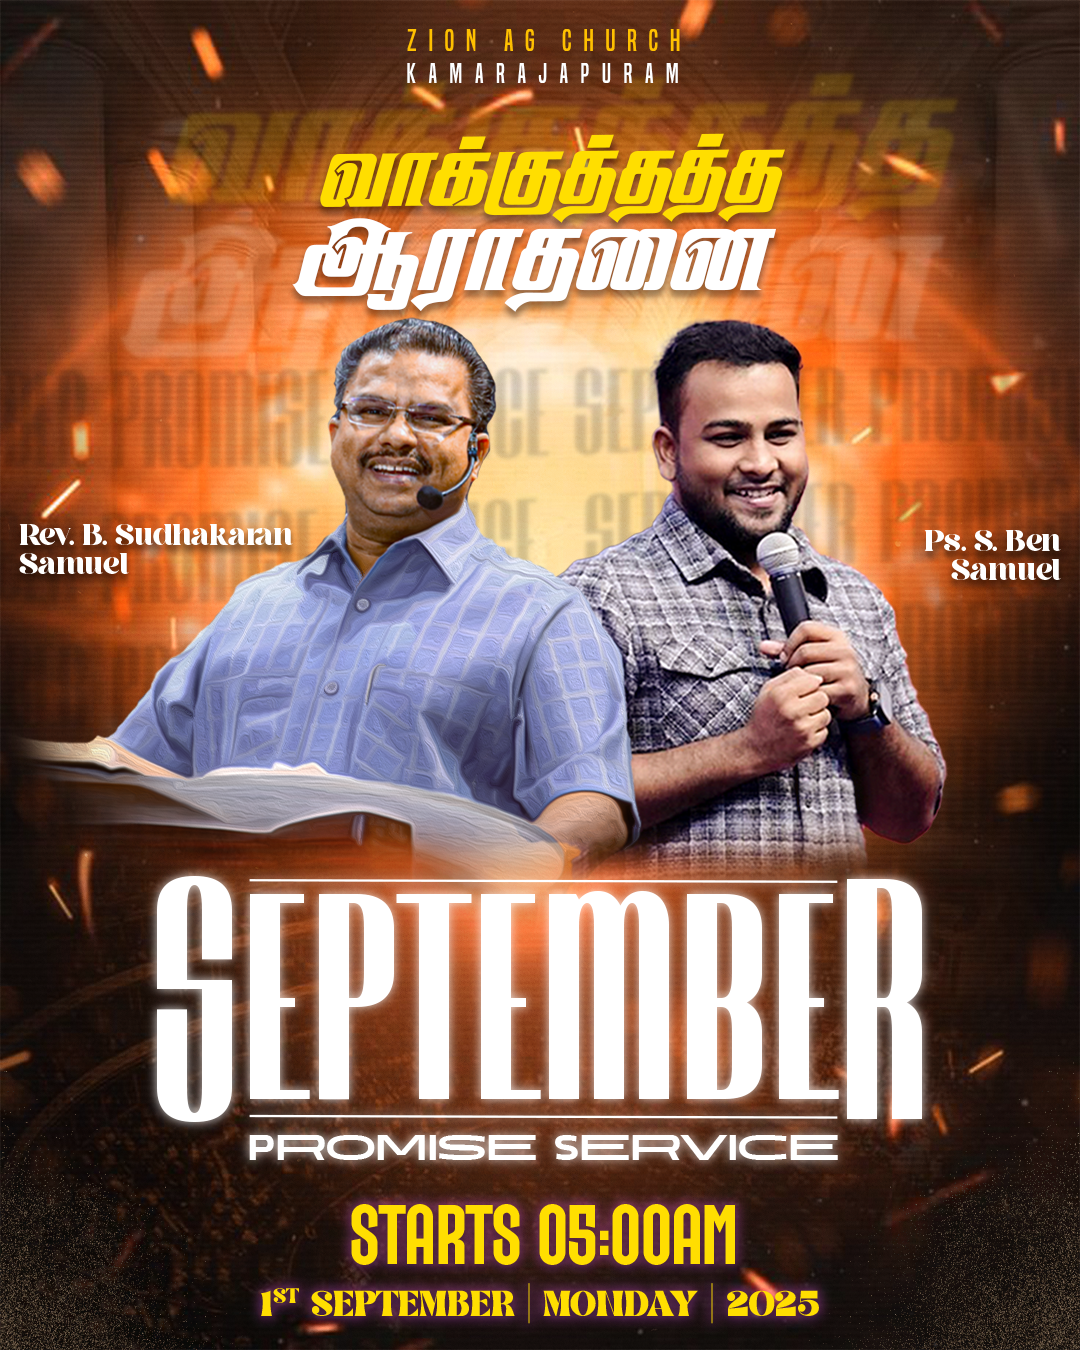 ZION AG CHURCH
KAMARAJAPURAM
வாக்குத்தத்த
ஆராதனை
Rev. B. Sudhakaran
Samuel
Ps. S. Ben
Samuel
SEPTEMBER
PROMISE SERVICE
STARTS 05:00AM
1ST SEPTEMBER | MONDAY | 2025